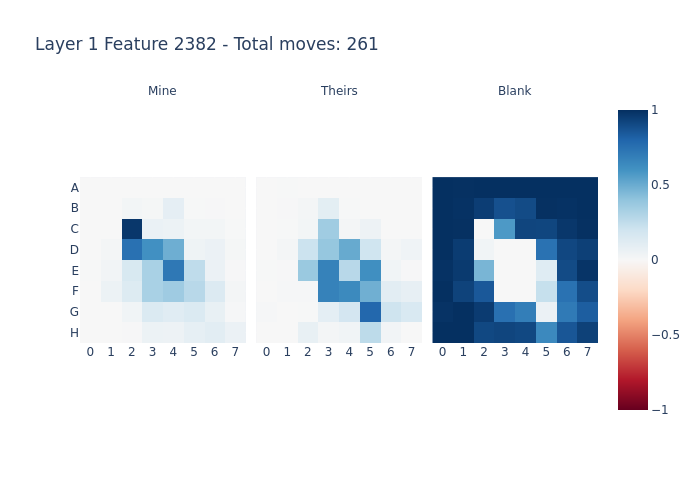 Layer 1 Feature 2382 - Total moves: 261
Mine Theirs Blank
A
B
C
D
E
F
G
H
0 1 2 3 4 5 6 7 0 1 2 3 4 5 6 7 0 1 2 3 4 5 6 7
1
0.5
0
−0.5
−1